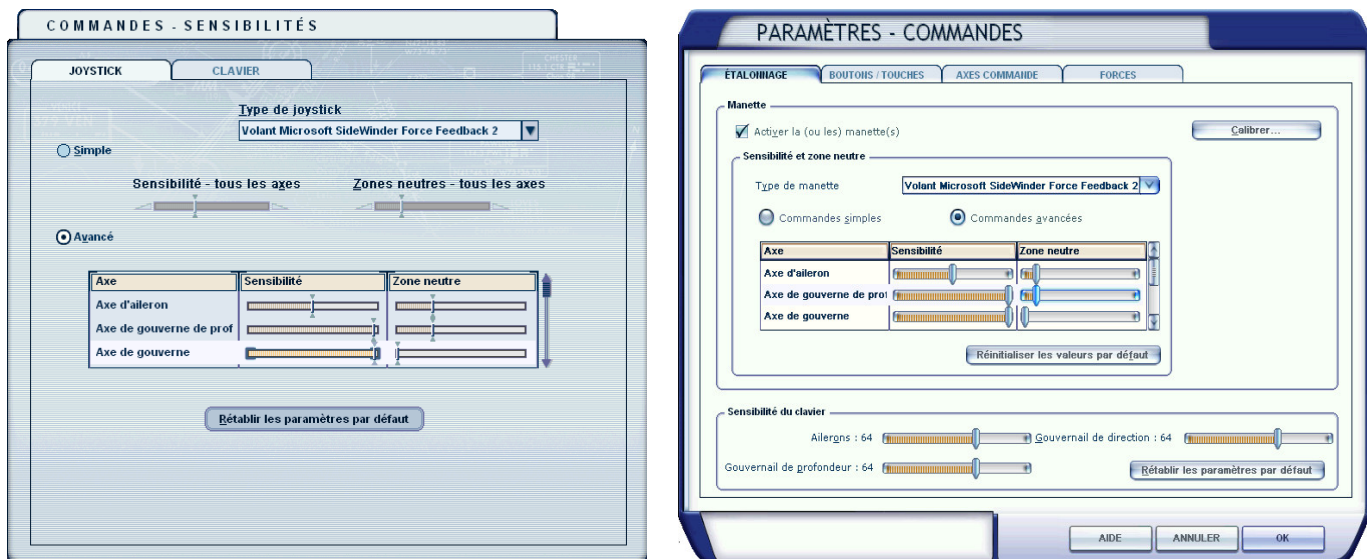 COMMANDES - SENSIBILITÉS
JOYSTICK
CLAVIER
Type de joystick
Volant Microsoft SideWinder Force Feedback 2
Simple
Sensibilité - tous les axes
Zones neutres - tous les axes
Avancé
Axe Sensibilité Zone neutre
Axe d'aileron
Axe de gouverne de prof
Axe de gouverne
Rétablir les paramètres par défaut
PARAMÈTRES - COMMANDES
ÉTALONNAGE
BOUTONS / TOUCHES
AXES COMMANDE
FORCES
Manette
Activer la (ou les) manette(s)
Calibrer...
Sensibilité et zone neutre
Type de manette
Volant Microsoft SideWinder Force Feedback 2
Commandes simples
Commandes avancées
Axe Sensibilité Zone neutre
Axe d'aileron
Axe de gouverne de prof
Axe de gouverne
Réinitialiser les valeurs par défaut
Sensibilité du clavier
Ailerons : 64
Gouvernail de direction : 64
Gouvernail de profondeur : 64
Rétablir les paramètres par défaut
AIDE
ANNULER
OK